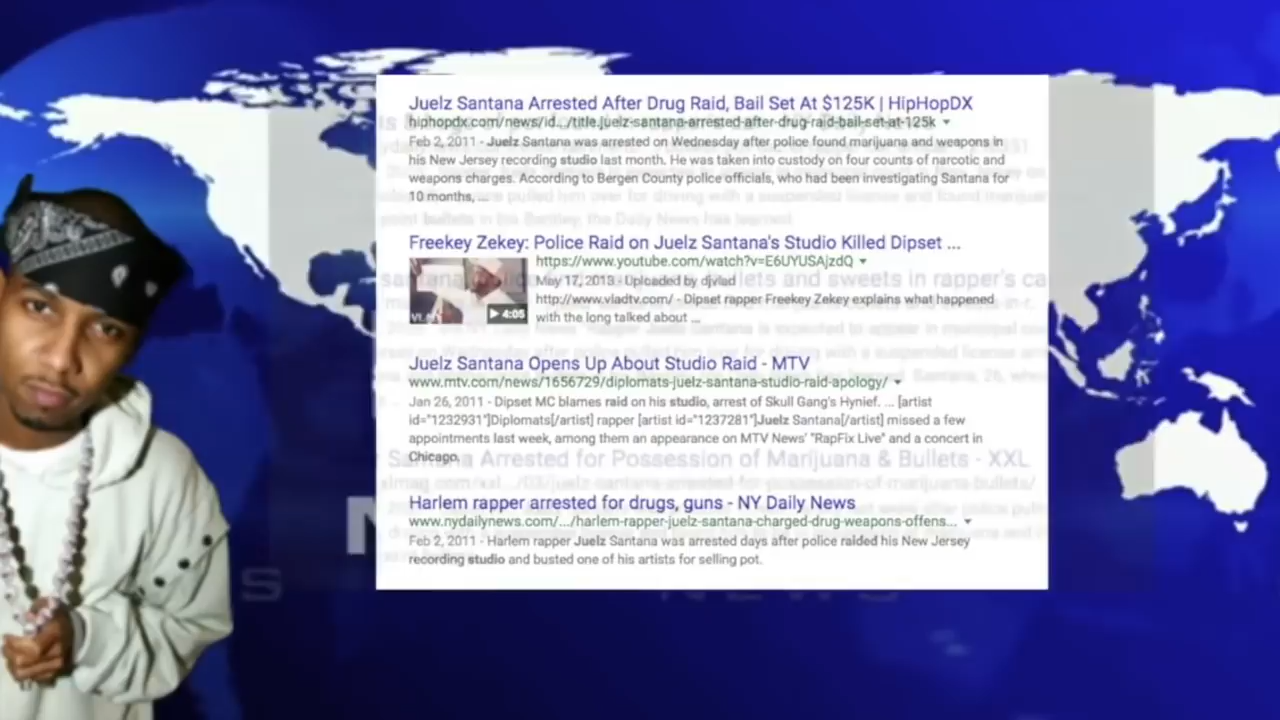 Juelz Santana Arrested After Drug Raid, Bail Set At $125K | HipHopDX
hiphopdx.com/news/id.../title.juelz-santana-arrested-after-drug-raid-bail-set-at-125k
Feb 2, 2011 - Juelz Santana was arrested on Wednesday after police found marijuana and weapons in
his New Jersey recording studio last month. He was taken into custody on four counts of narcotic and
weapons charges. According to Bergen County police officials, who had been investigating Santana for
10 months, ...
Freekey Zekey: Police Raid on Juelz Santana's Studio Killed Dipset ...
https://www.youtube.com/watch?v=E6UYUSAjzdQ
May 17, 2013 - Uploaded by djvlad
http://www.vladtv.com/ - Dipset rapper Freekey Zekey explains what happened
with the long talked about ...
4:05
Juelz Santana Opens Up About Studio Raid - MTV
www.mtv.com/news/1656729/diplomats-juelz-santana-studio-raid-apology/
Jan 26, 2011 - Dipset MC blames raid on his studio, arrest of Skull Gang's Hynief. ... [artist
id="1232931"]Diplomats[/artist] rapper [artist id="1237281"]Juelz Santana[/artist] missed a few
appointments last week, among them an appearance on MTV News' "RapFix Live" and a concert in
Chicago.
Santana Arrested for Possession of Marijuana & Bullets - XXL
Harlem rapper arrested for drugs, guns - NY Daily News
www.nydailynews.com/.../harlem-rapper-juelz-santana-charged-drug-weapons-offens...
Feb 2, 2011 - Harlem rapper Juelz Santana was arrested days after police raided his New Jersey
recording studio and busted one of his artists for selling pot.
NEWS